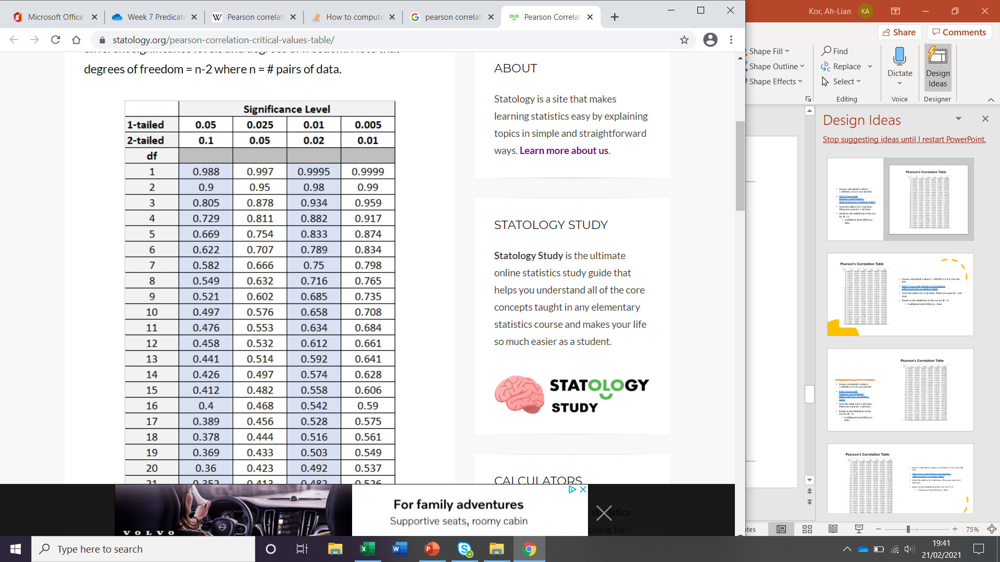 Microsoft Office
Week 7 Predicate
Pearson correlati
How to compute
pearson correlati
Pearson Correlat
statology.org/pearson-correlation-critical-values-table/
degrees of freedom = n-2 where n = # pairs of data.
Significance Level
1-tailed 0.05 0.025 0.01 0.005
2-tailed 0.1 0.05 0.02 0.01
df
1 0.988 0.997 0.9995 0.9999
2 0.9 0.95 0.98 0.99
3 0.805 0.878 0.934 0.959
4 0.729 0.811 0.882 0.917
5 0.669 0.754 0.833 0.874
6 0.622 0.707 0.789 0.834
7 0.582 0.666 0.75 0.798
8 0.549 0.632 0.716 0.765
9 0.521 0.602 0.685 0.735
10 0.497 0.576 0.658 0.708
11 0.476 0.553 0.634 0.684
12 0.458 0.532 0.612 0.661
13 0.441 0.514 0.592 0.641
14 0.426 0.497 0.574 0.628
15 0.412 0.482 0.558 0.606
16 0.4 0.468 0.542 0.59
17 0.389 0.456 0.528 0.575
18 0.378 0.444 0.516 0.561
19 0.369 0.433 0.503 0.549
20 0.36 0.423 0.492 0.537
21 0.352 0.413 0.482 0.526
ABOUT
Statology is a site that makes
learning statistics easy by explaining
topics in simple and straightforward
ways. Learn more about us.
STATOLOGY STUDY
Statology Study is the ultimate
online statistics study guide that
helps you understand all of the core
concepts taught in any elementary
statistics course and makes your life
so much easier as a student.
STATOLOGY
STUDY
CALCULATORS
For family adventures
Supportive seats, roomy cabin
VOLVO
Kor, Ah-Lian
KA
Share
Comments
Shape Fill
Shape Outline
Shape Effects
Find
Replace
Select
Editing
Dictate
Voice
Design
Ideas
Designer
Design Ideas
Stop suggesting ideas until I restart PowerPoint.
Pearson's Correlation Table
Pearson's Correlation Table
Pearson's Correlation Table
Pearson's Correlation Table
otes
75%
Type here to search
19:41
21/02/2021